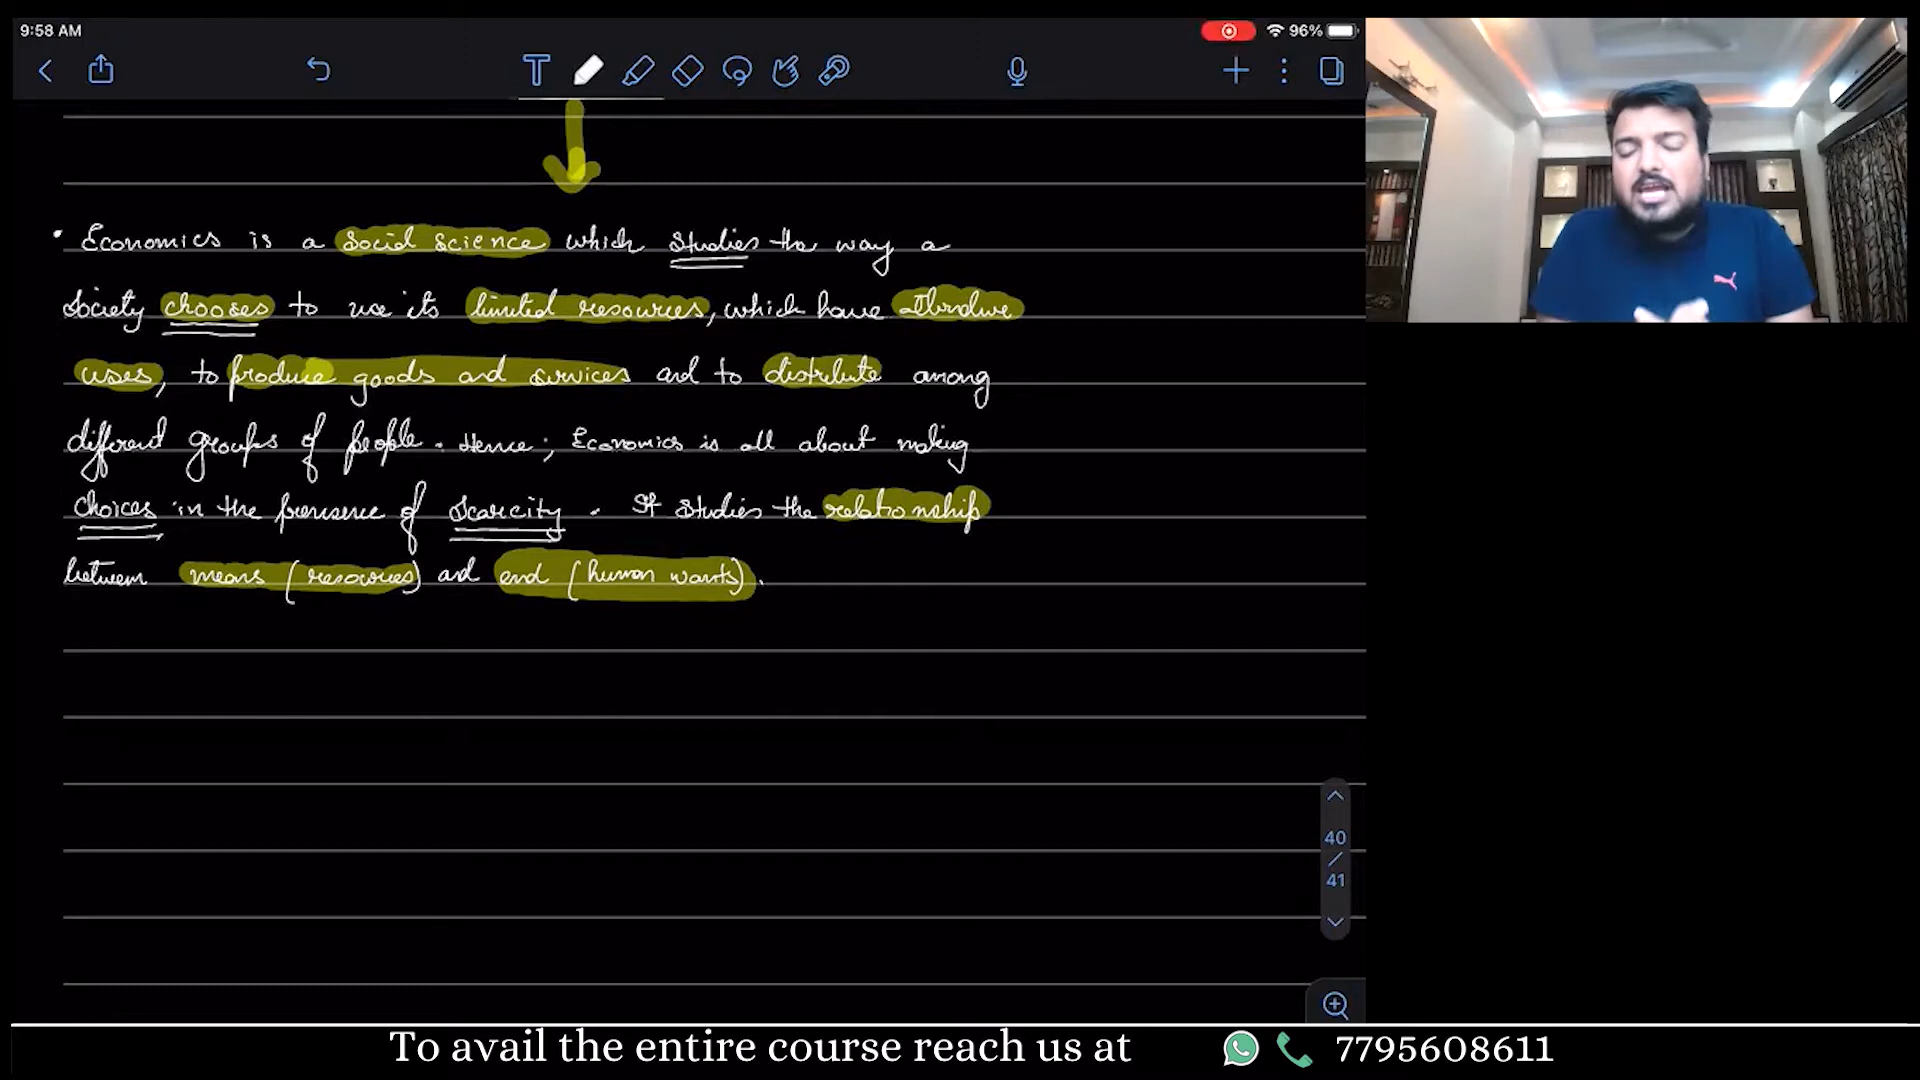 9:58 AM
96%
T
• Economics is a social science which studies the way a
society chooses to use its limited resources, which have alternative
uses, to produce goods and services and to distribute among
different groups of people. Hence; Economics is all about making
choices in the presence of scarcity. It studies the relationship
between means (resources) and end (human wants).
40
/
41
To avail the entire course reach us at 7795608611